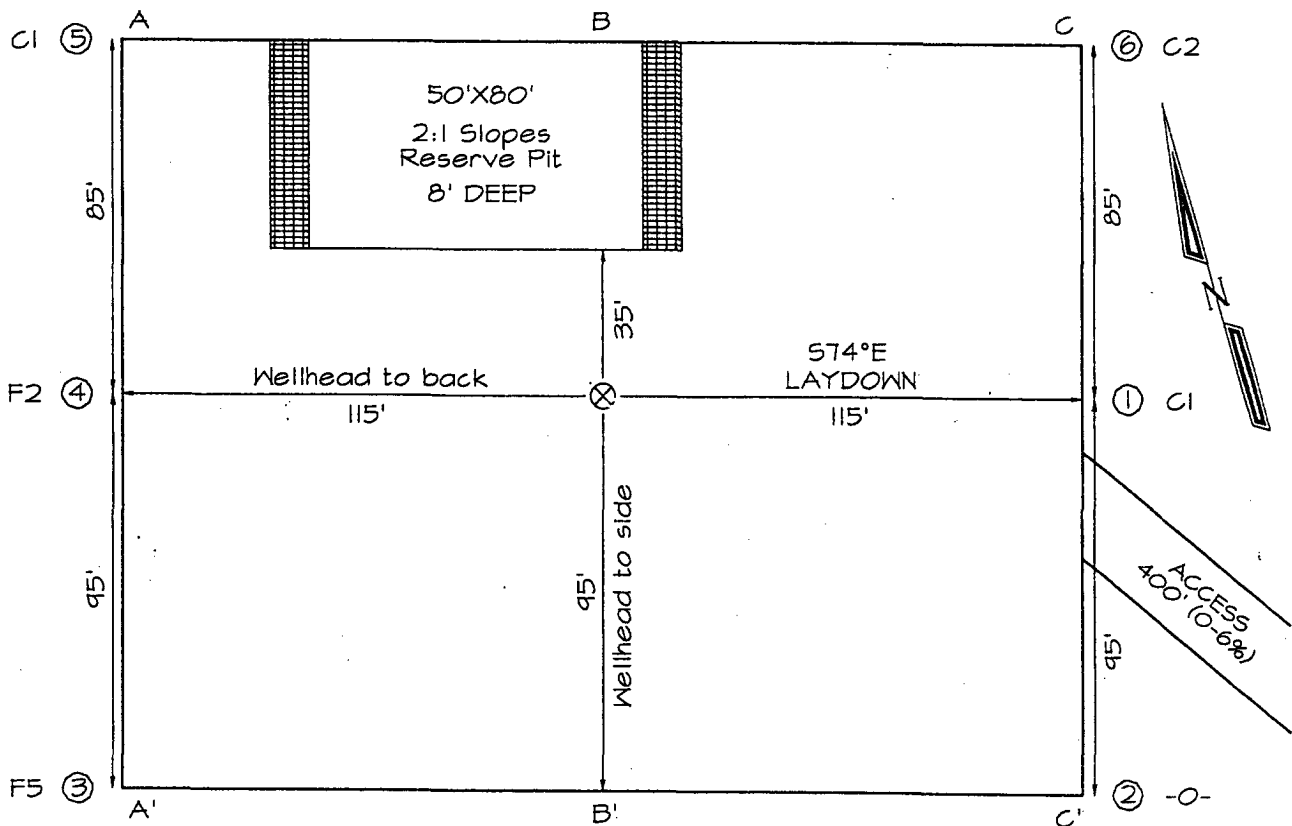 A B C
C1 5
6 C2
50'X80'
2:1 Slopes
Reserve Pit
8' DEEP
85'
85'
N
35'
S74°E
LAYDOWN
Wellhead to back
F2 4
1 C1
115'
115'
Wellhead to side
95'
95'
95'
ACCESS
400' (0-6%)
F5 3
2 -0-
A' B' C'